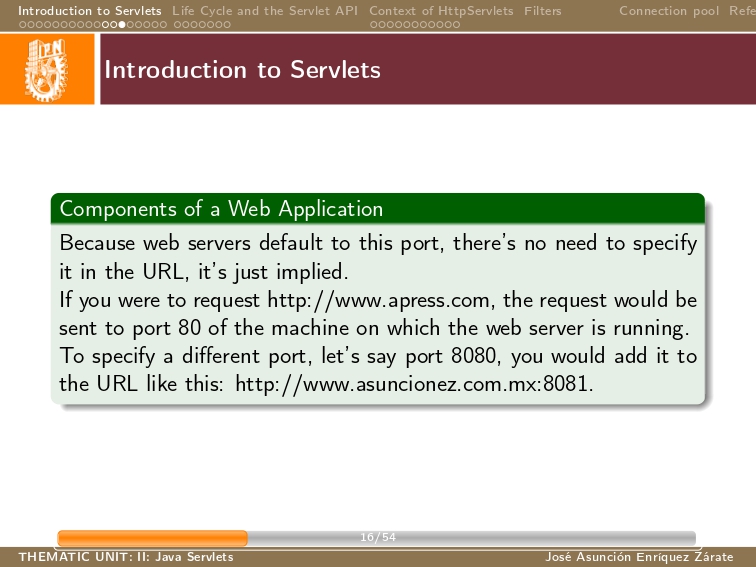 Introduction to Servlets Life Cycle and the Servlet API Context of HttpServlets Filters Connection pool Refe
IPN
Introduction to Servlets
Components of a Web Application
Because web servers default to this port, there's no need to specify
it in the URL, it's just implied.
If you were to request http://www.apress.com, the request would be
sent to port 80 of the machine on which the web server is running.
To specify a different port, let's say port 8080, you would add it to
the URL like this: http://www.asuncionez.com.mx:8081.
16/54
THEMATIC UNIT: II: Java Servlets José Asunción Enríquez Zárate